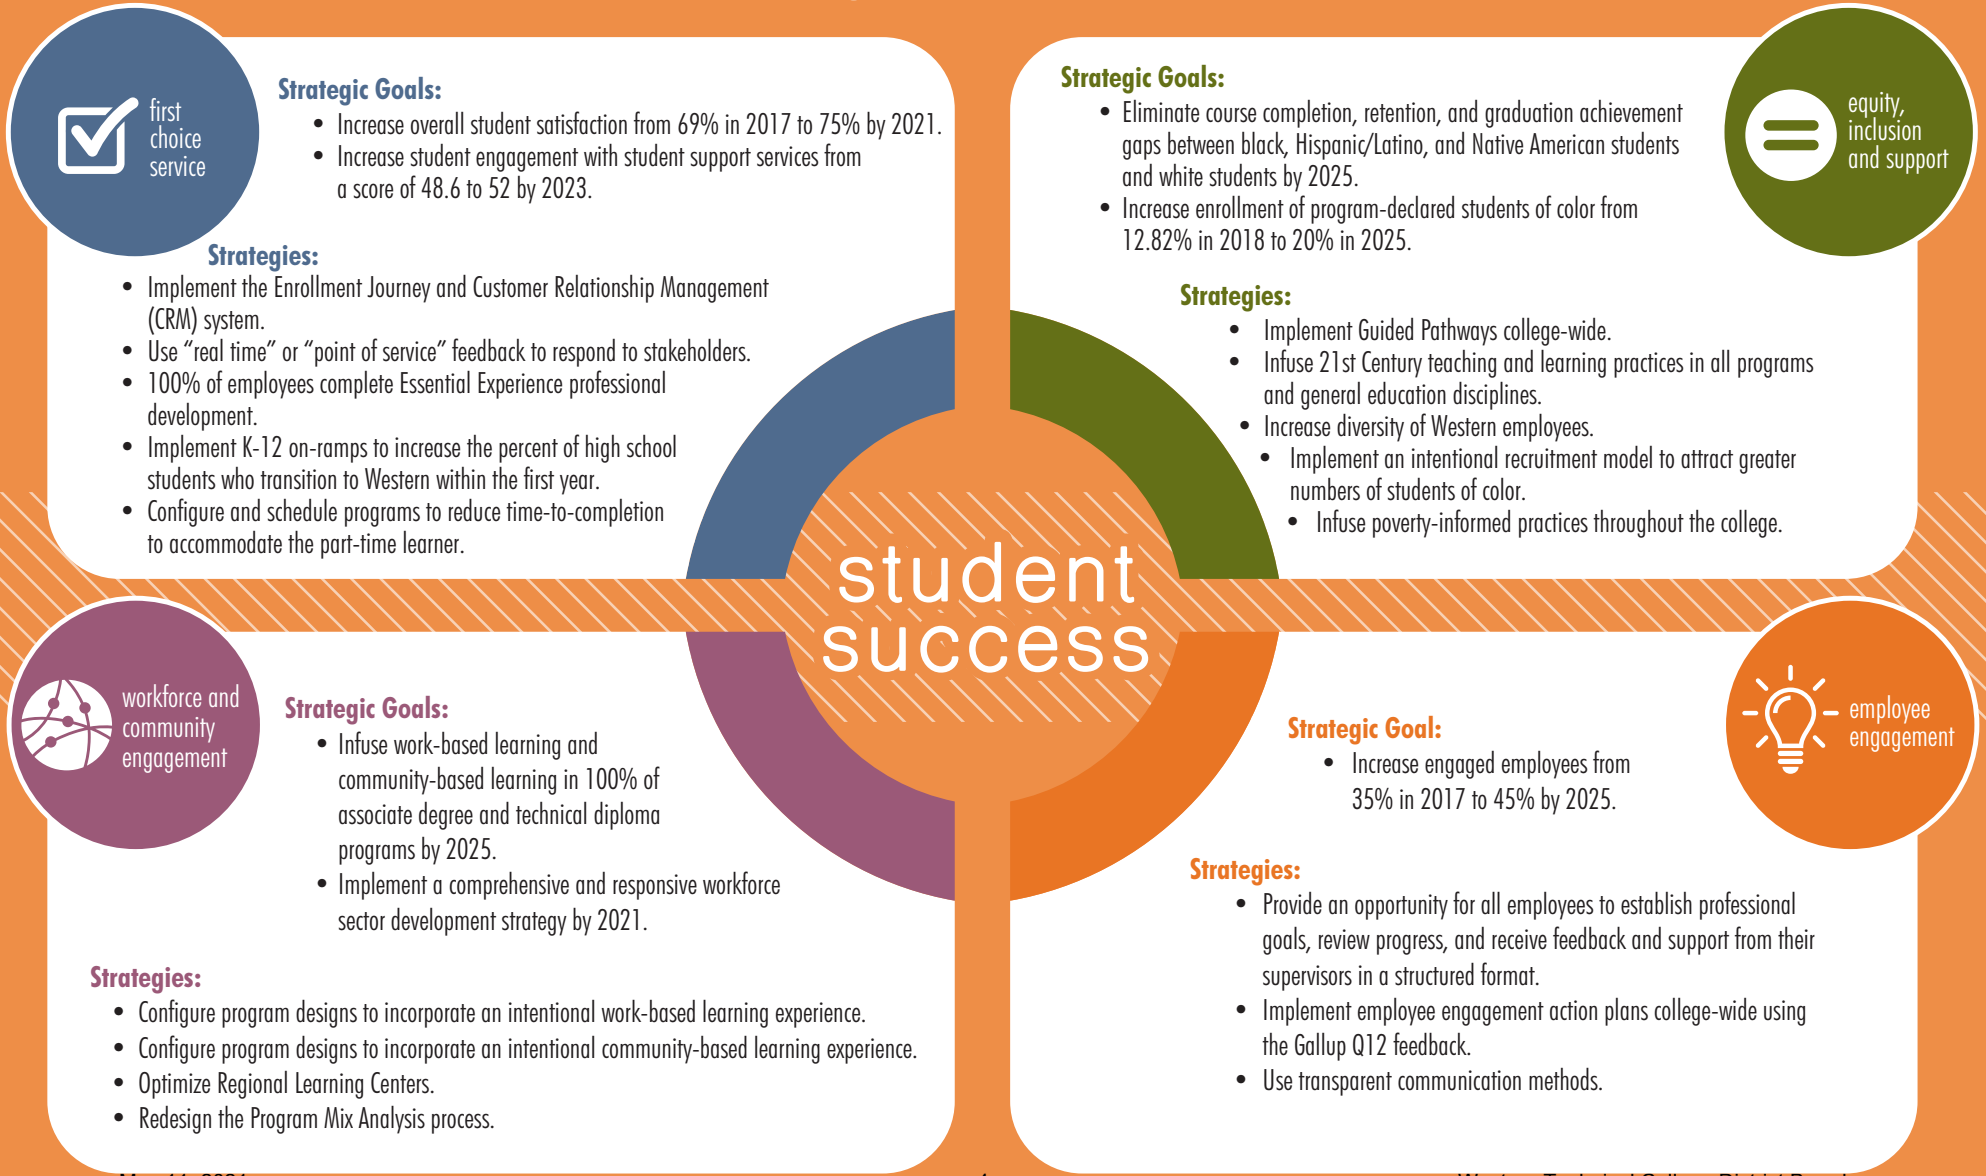 first
choice
service
Strategic Goals:
• Increase overall student satisfaction from 69% in 2017 to 75% by 2021.
• Increase student engagement with student support services from
a score of 48.6 to 52 by 2023.
Strategies:
• Implement the Enrollment Journey and Customer Relationship Management
(CRM) system.
• Use “real time” or “point of service” feedback to respond to stakeholders.
• 100% of employees complete Essential Experience professional
development.
• Implement K-12 on-ramps to increase the percent of high school
students who transition to Western within the first year.
• Configure and schedule programs to reduce time-to-completion
to accommodate the part-time learner.
equity,
inclusion
and support
Strategic Goals:
• Eliminate course completion, retention, and graduation achievement
gaps between black, Hispanic/Latino, and Native American students
and white students by 2025.
• Increase enrollment of program-declared students of color from
12.82% in 2018 to 20% in 2025.
Strategies:
• Implement Guided Pathways college-wide.
• Infuse 21st Century teaching and learning practices in all programs
and general education disciplines.
• Increase diversity of Western employees.
• Implement an intentional recruitment model to attract greater
numbers of students of color.
• Infuse poverty-informed practices throughout the college.
student
success
workforce and
community
engagement
Strategic Goals:
• Infuse work-based learning and
community-based learning in 100% of
associate degree and technical diploma
programs by 2025.
• Implement a comprehensive and responsive workforce
sector development strategy by 2021.
Strategies:
• Configure program designs to incorporate an intentional work-based learning experience.
• Configure program designs to incorporate an intentional community-based learning experience.
• Optimize Regional Learning Centers.
• Redesign the Program Mix Analysis process.
employee
engagement
Strategic Goal:
• Increase engaged employees from
35% in 2017 to 45% by 2025.
Strategies:
• Provide an opportunity for all employees to establish professional
goals, review progress, and receive feedback and support from their
supervisors in a structured format.
• Implement employee engagement action plans college-wide using
the Gallup Q12 feedback.
• Use transparent communication methods.
Western Technical College District Board